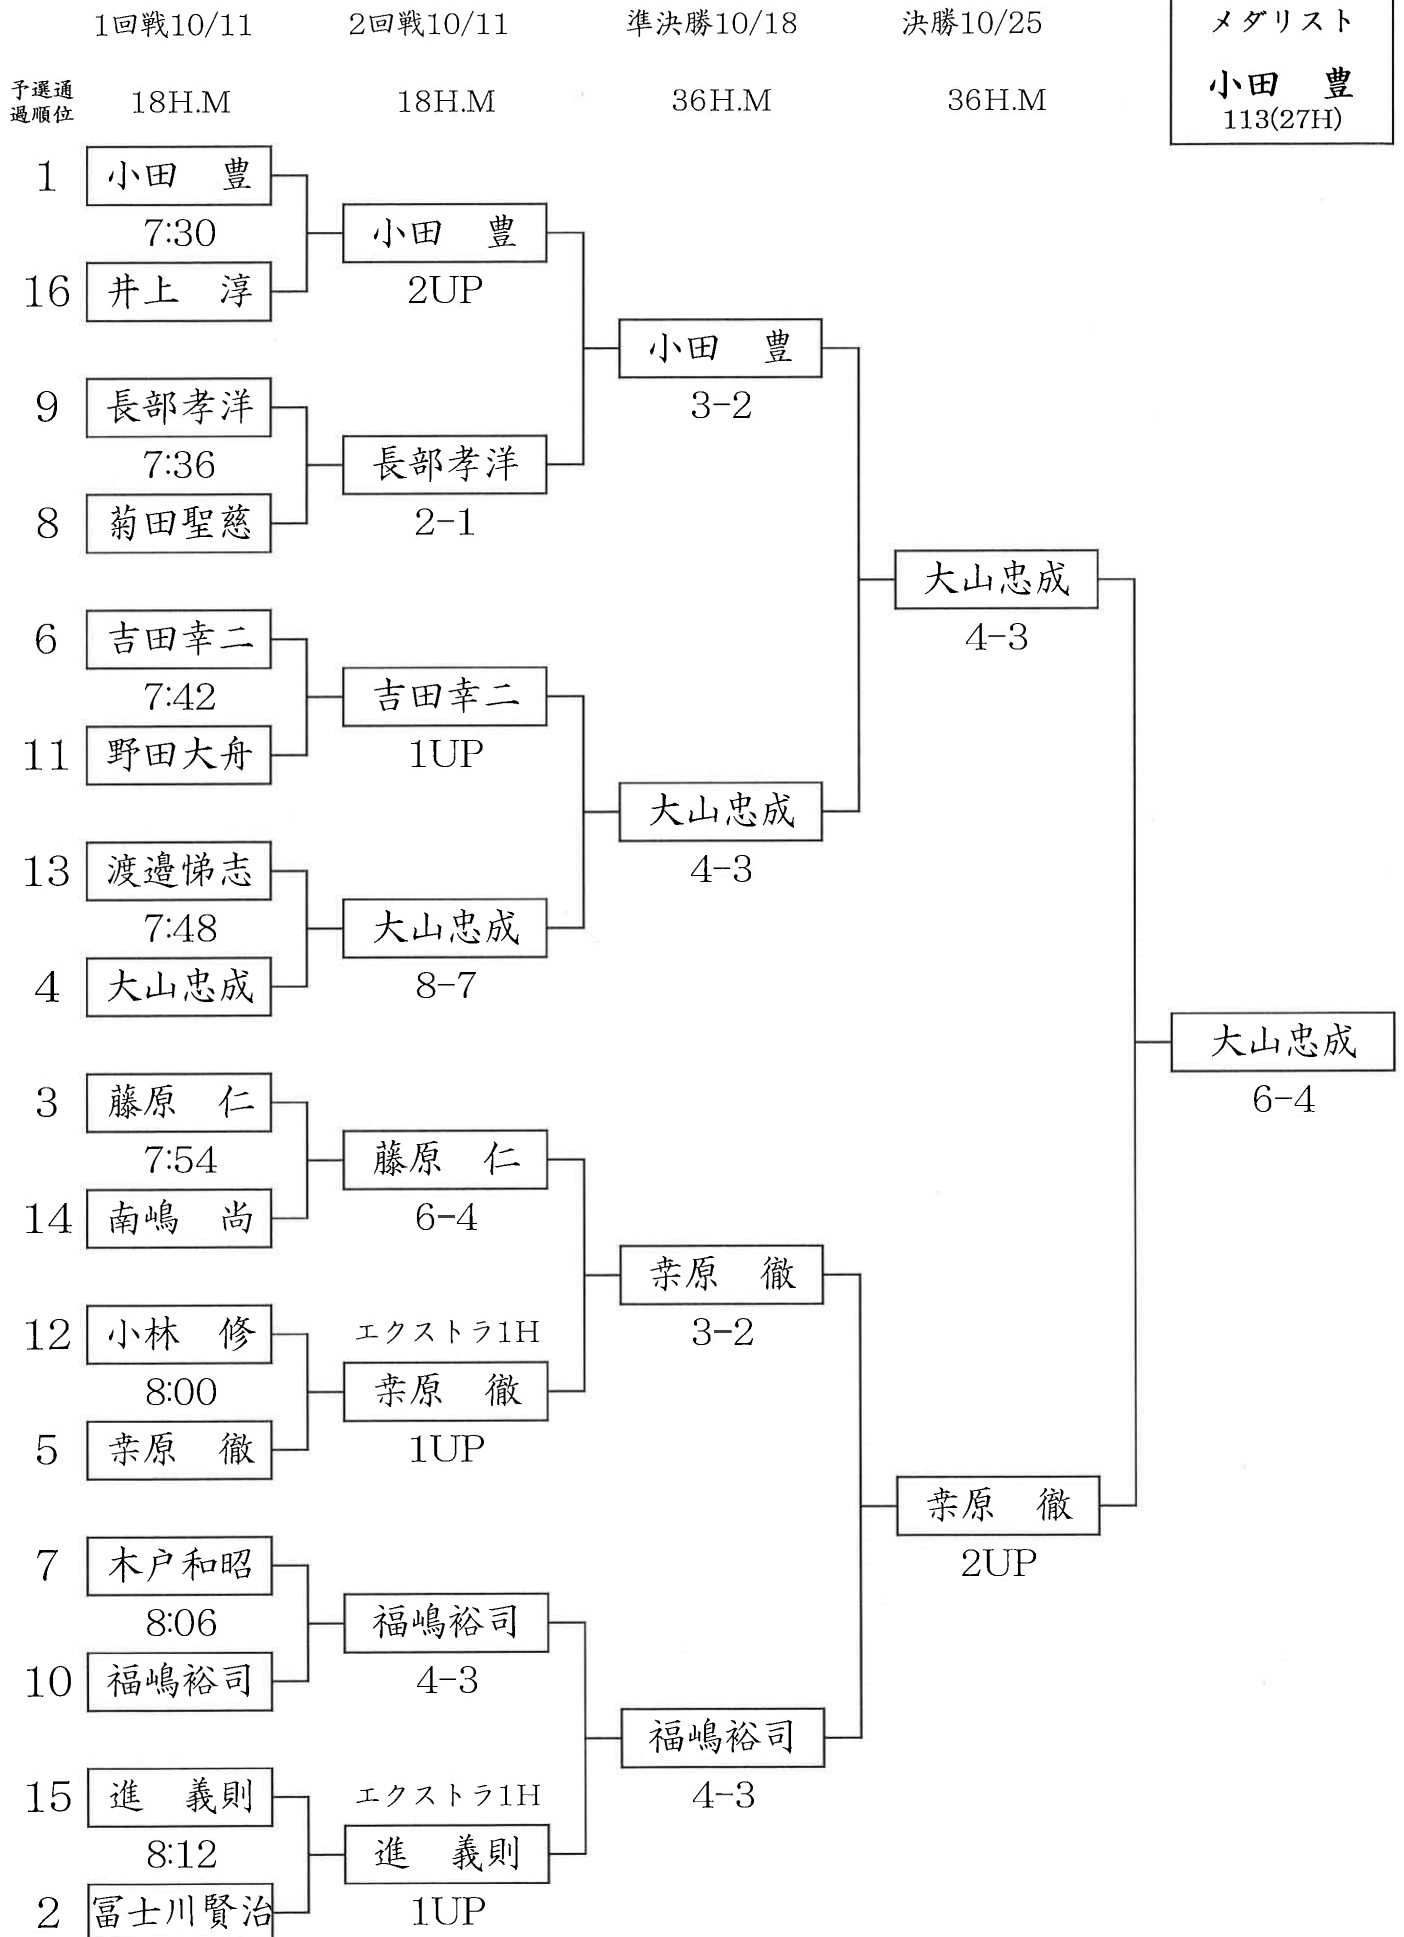 1回戦10/11 2回戦10/11 準決勝10/18 決勝10/25 メダリスト
予選通過順位 18H.M 18H.M 36H.M 36H.M 小田 豊
113(27H)
1 小田 豊
7:30 小田 豊
16 井上 淳 2UP
小田 豊
9 長部孝洋 3-2
7:36 長部孝洋
8 菊田聖慈 2-1
大山忠成
6 吉田幸二 4-3
7:42 吉田幸二
11 野田大舟 1UP
大山忠成
13 渡邉悌志 4-3
7:48 大山忠成
4 大山忠成 8-7
大山忠成
3 藤原 仁 6-4
7:54 藤原 仁
14 南嶋 尚 6-4
桒原 徹
12 小林 修 エクストラ1H 3-2
8:00 桒原 徹
5 桒原 徹 1UP
桒原 徹
7 木戸和昭 2UP
8:06 福嶋裕司
10 福嶋裕司 4-3
福嶋裕司
15 進 義則 エクストラ1H 4-3
8:12 進 義則
2 冨士川賢治 1UP